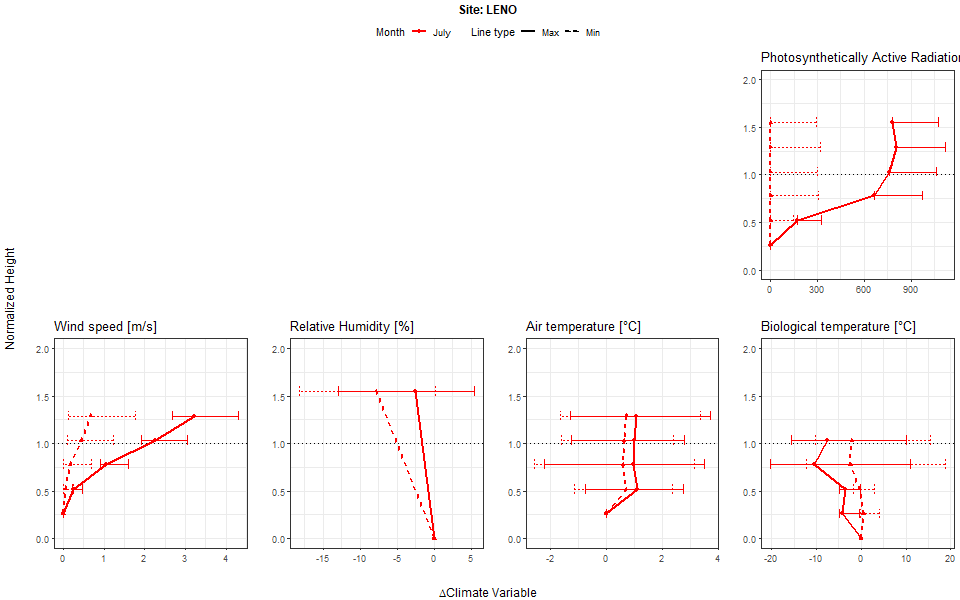 Site: LENO
Month July Line type Max Min
Photosynthetically Active Radiation
2.0
1.5
1.0
0.5
0.0
0 300 600 900
Normalized Height
Wind speed [m/s]
2.0
1.5
1.0
0.5
0.0
0 1 2 3 4
Relative Humidity [%]
2.0
1.5
1.0
0.5
0.0
-15 -10 -5 0 5
Air temperature [°C]
2.0
1.5
1.0
0.5
0.0
-2 0 2 4
Biological temperature [°C]
2.0
1.5
1.0
0.5
0.0
-20 -10 0 10 20
ΔClimate Variable